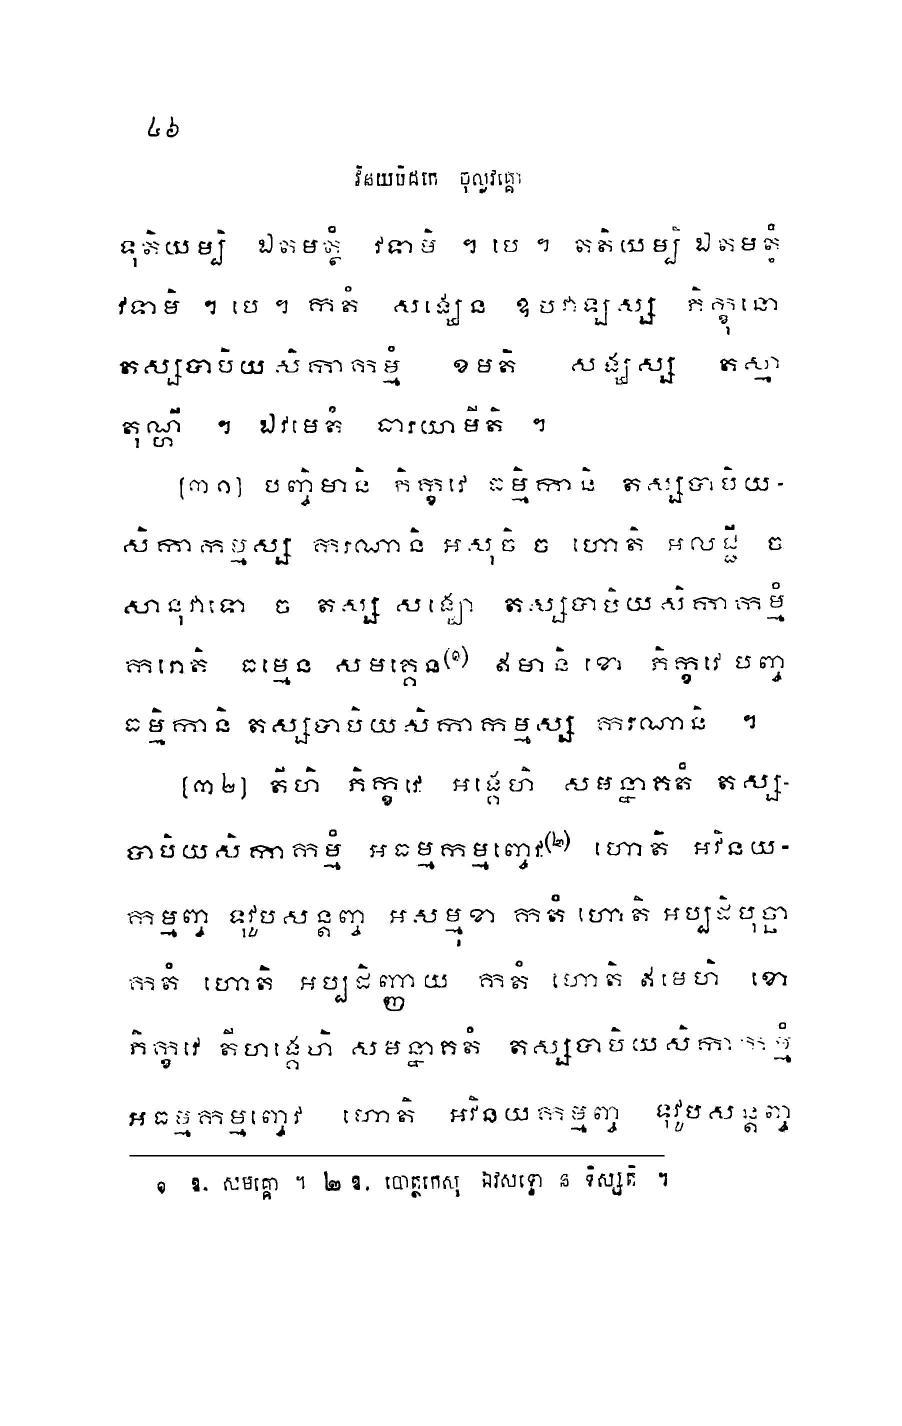 ៤៦
វិនយបិដកេ ចុល្លវគ្គោ
ទុតិយម្បិ ឯតមត្ថំ វទាមិ ។ បេ ។ តតិយម្បិ ឯតមត្ថំ
វទាមិ ។ បេ ។ កតំ សង្ឃេន ឧបវាឡស្ស ភិក្ខុនោ
តស្សបាបិយសិកាកម្មំ ខមតិ សង្ឃស្ស តស្មា
តុណ្ហី ។ ឯវមេតំ ធារយាមីតិ ។
[៣១] បញ្ចិមានិ ភិក្ខវេ ធម្មិកានិ តស្សបាបិយ-
សិកាកម្មស្ស ករណានិ អសុចិ ច ហោតិ អលជ្ជី ច
សានុវាទោ ច តស្ស សង្ឃោ តស្សបាបិយសិកាកម្មំ
ករោតិ ធម្មេន សមគ្គេន(១) ឥមានិ ខោ ភិក្ខវេ បញ្ច
ធម្មិកានិ តស្សបាបិយសិកាកម្មស្ស ករណានិ ។
[៣២] តីហិ ភិក្ខវេ អង្គេហិ សមន្នាគតំ តស្ស-
បាបិយសិកាកម្មំ អធម្មកម្មញ្ចេវ(២) ហោតិ អវិនយ-
កម្មញ្ច ទុវូបសន្តញ្ច អសម្មុខា កតំ ហោតិ អប្បដិបុច្ឆា
កតំ ហោតិ អប្បដិញ្ញាយ កតំ ហោតិ ឥមេហិ ខោ
ភិក្ខវេ តីហង្គេហិ សមន្នាគតំ តស្សបាបិយសិកាកម្មំ
អធម្មកម្មញ្ចេវ ហោតិ អវិនយកម្មញ្ច ទុវូបសន្តញ្ច
១ ឱ. សមគ្គោ ។ ២ ឱ. បោត្ថកេសុ ឯវសទ្ទោ ន ទិស្សតិ ។